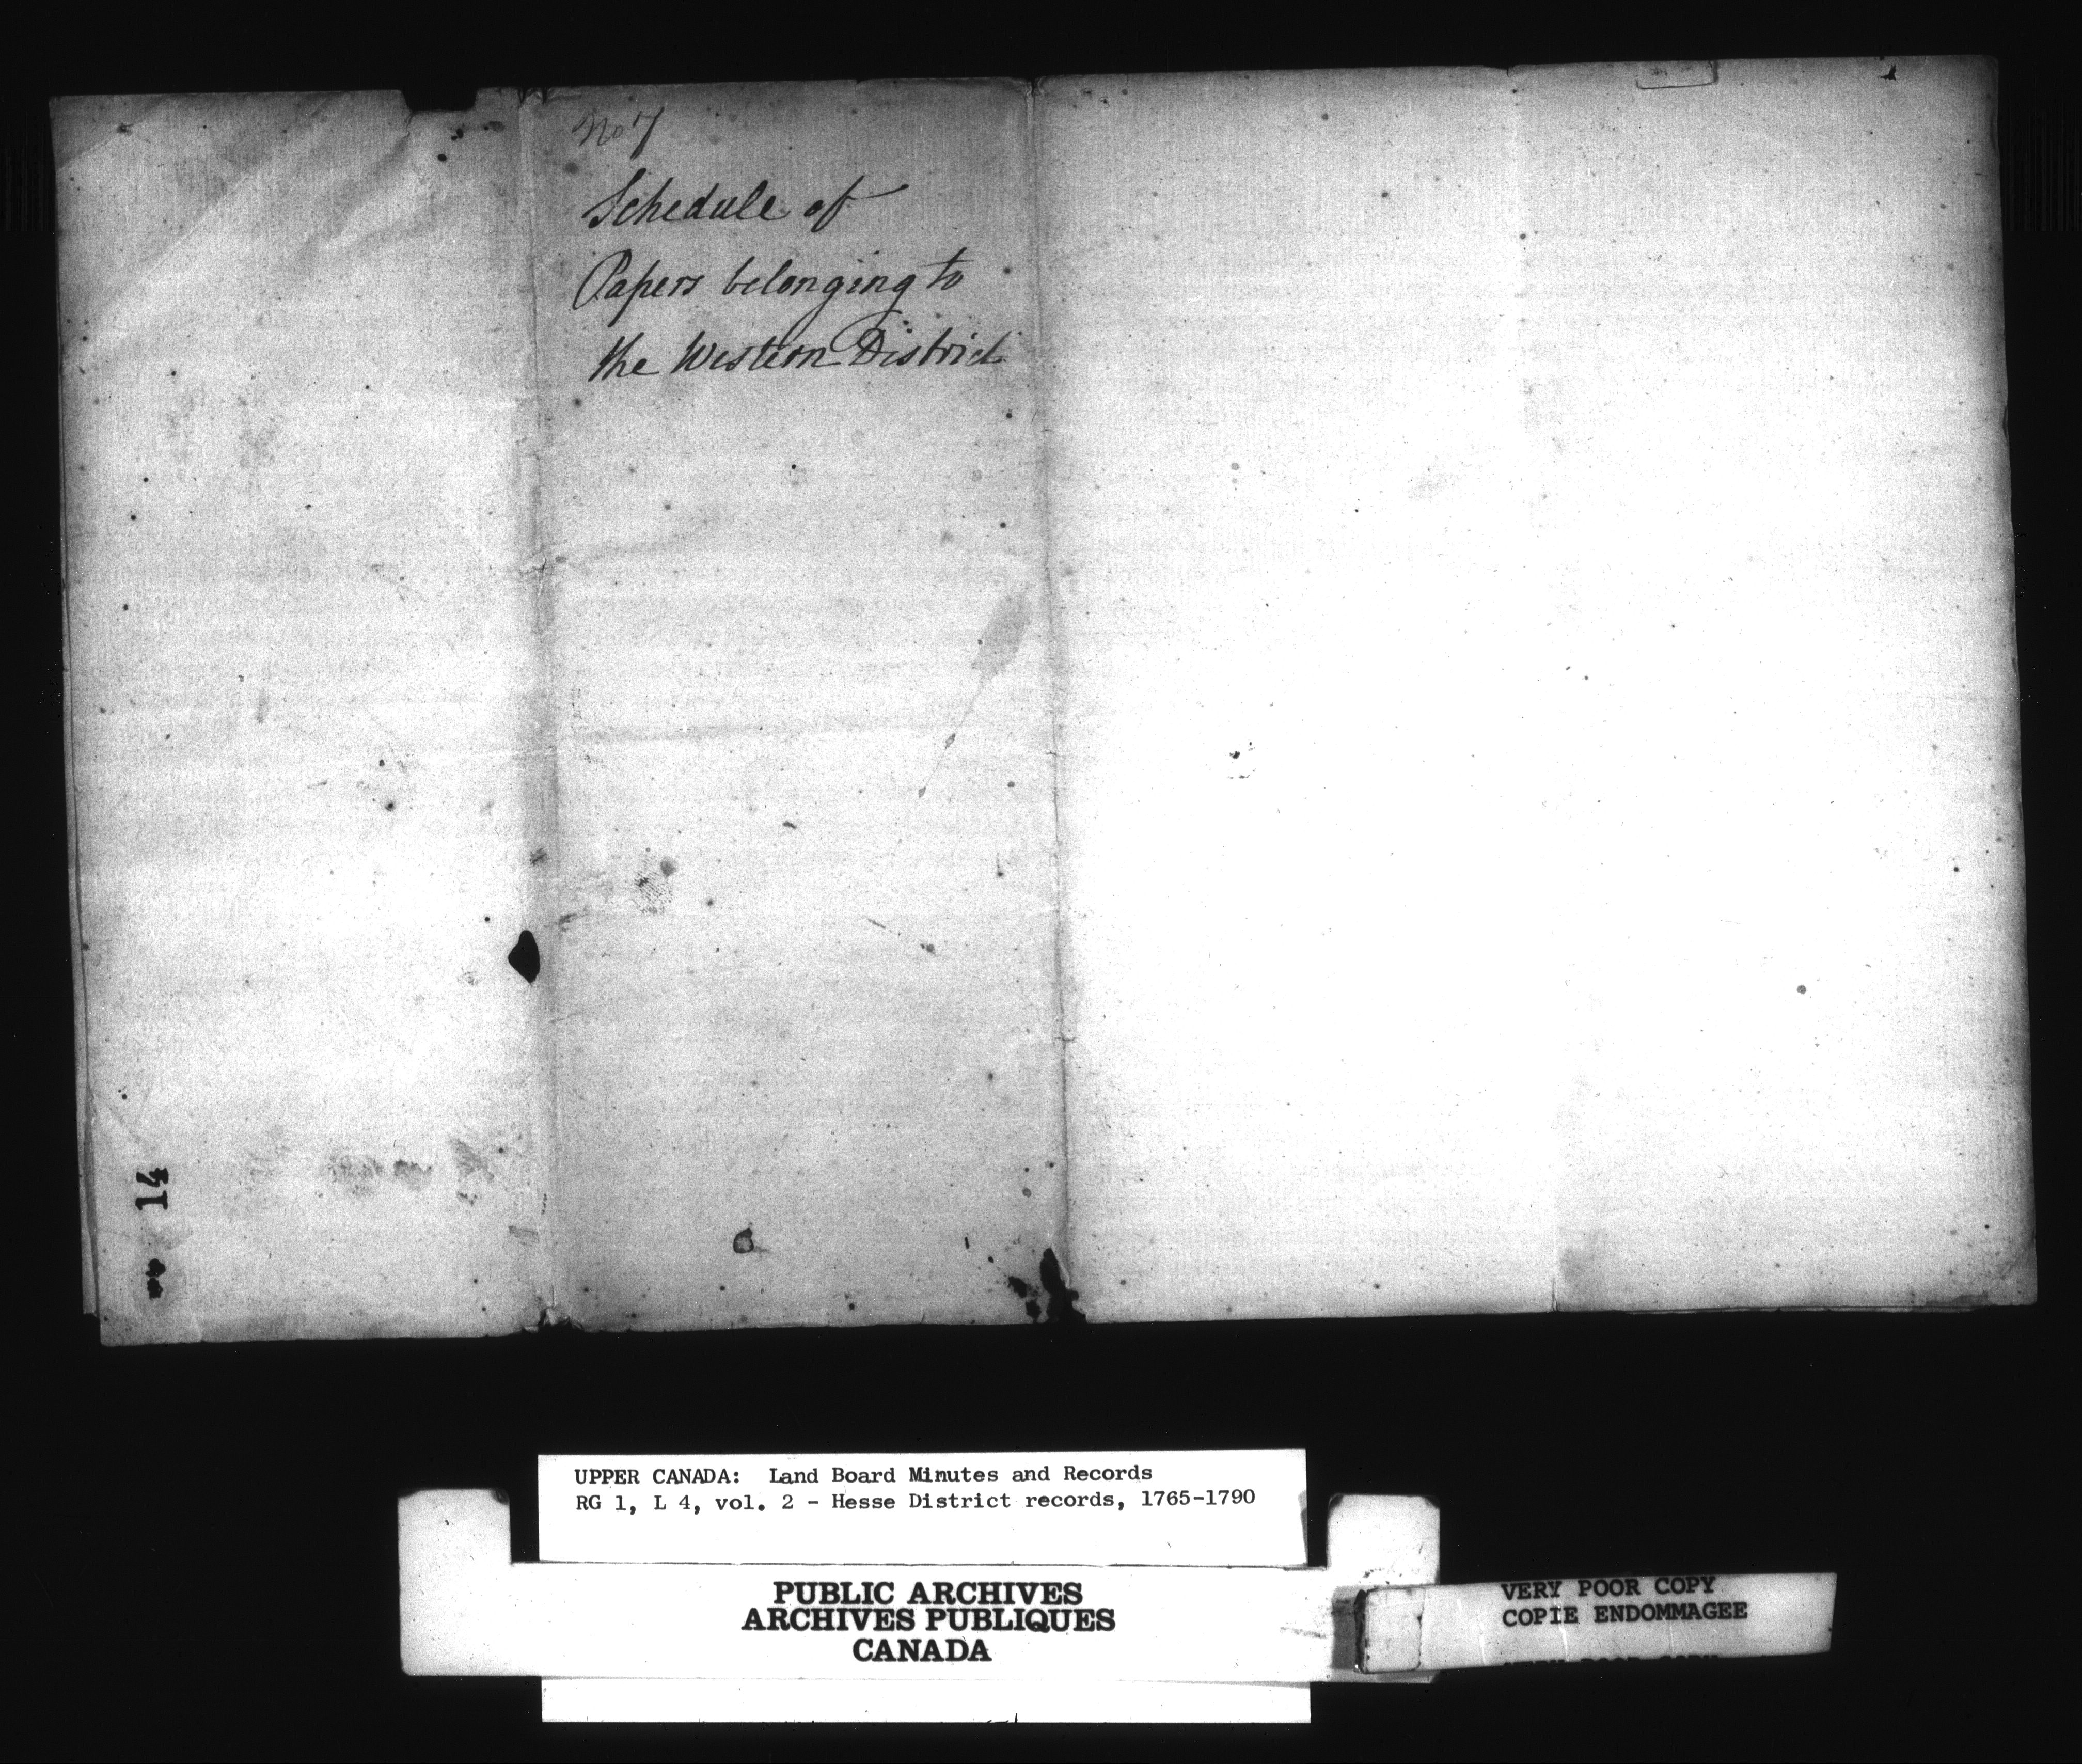 No 7
Schedule of
Papers belonging to
the Western District
14
UPPER CANADA: Land Board Minutes and Records
RG 1, L 4, vol. 2 - Hesse District records, 1765-1790
PUBLIC ARCHIVES
ARCHIVES PUBLIQUES
CANADA
VERY POOR COPY
COPIE ENDOMMAGEE